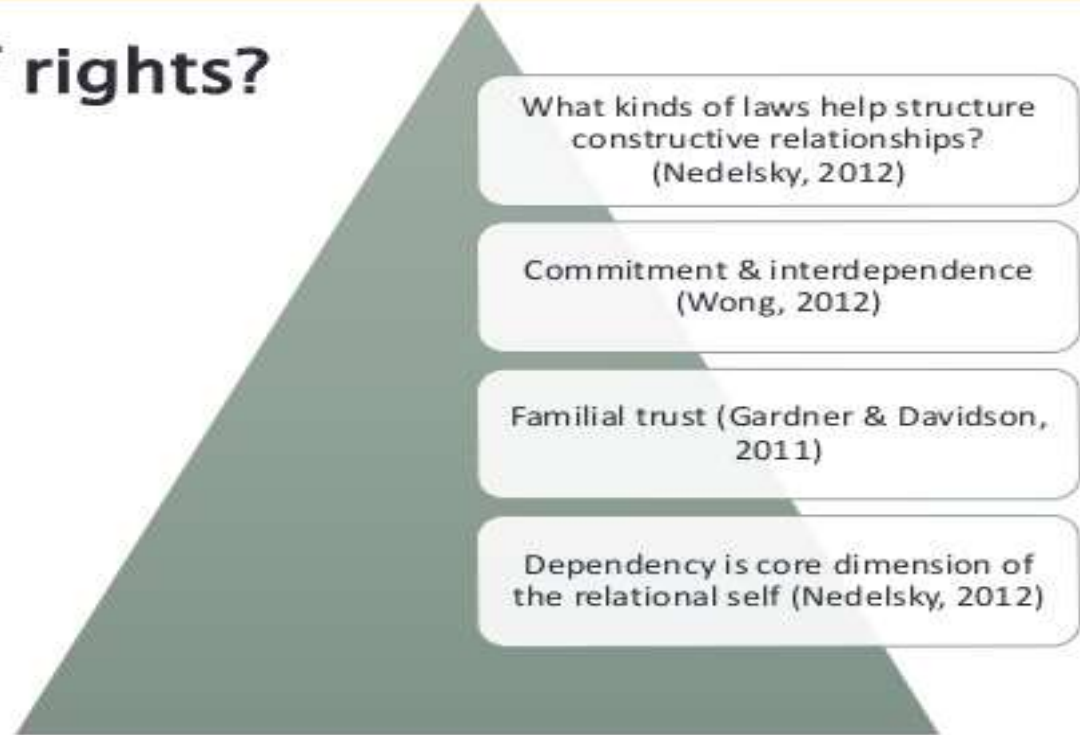 rights?
What kinds of laws help structure
constructive relationships?
(Nedelsky, 2012)
Commitment & interdependence
(Wong, 2012)
Familial trust (Gardner & Davidson,
2011)
Dependency is core dimension of
the relational self (Nedelsky, 2012)